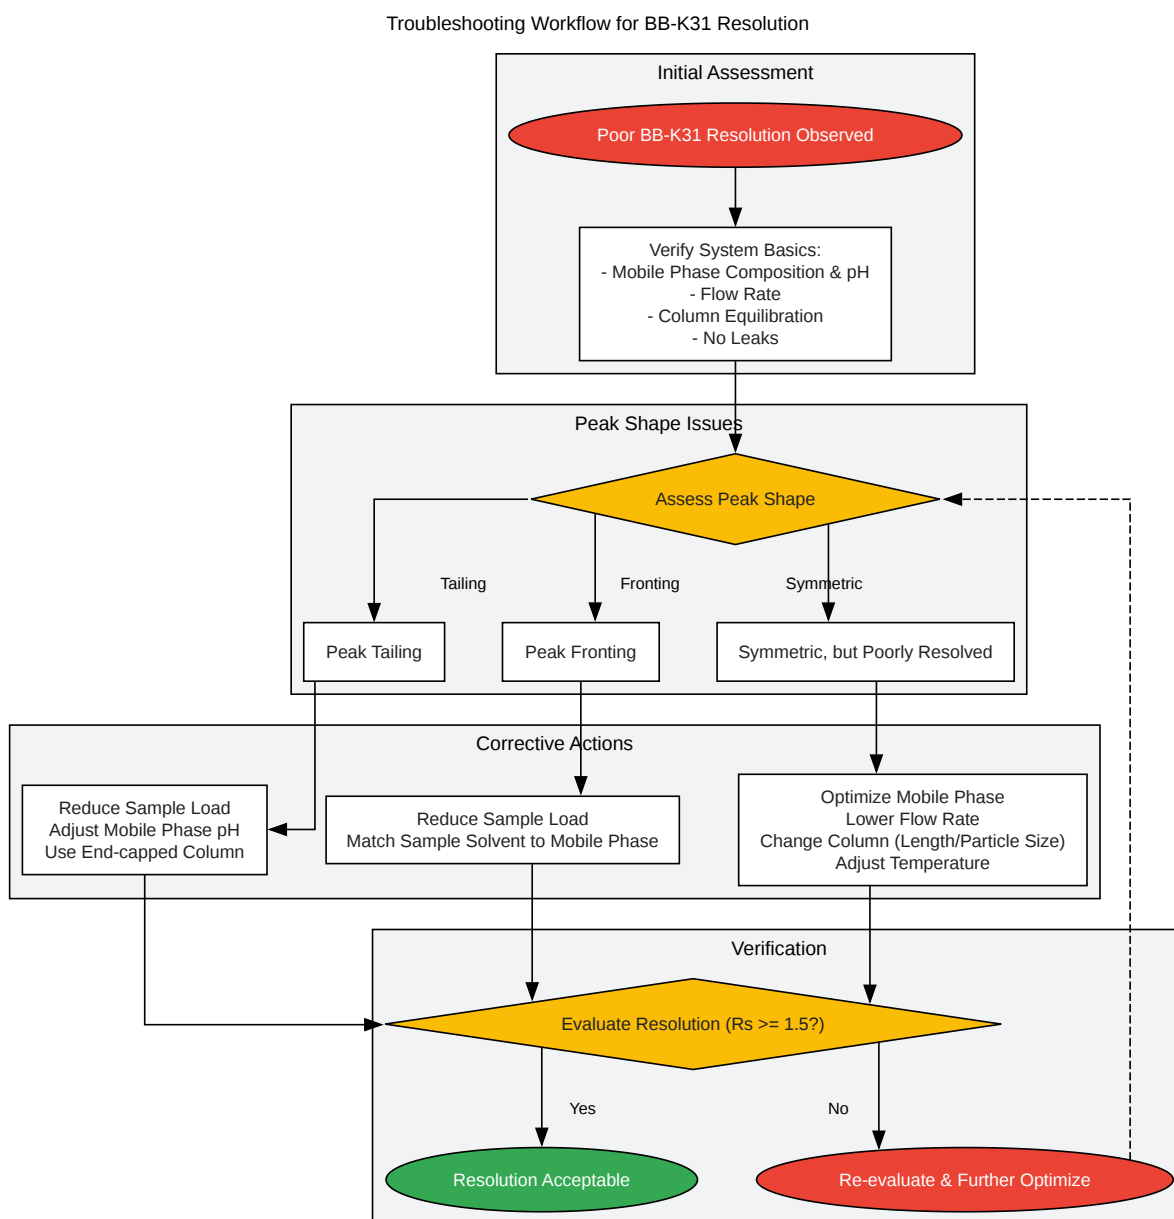 Troubleshooting Workflow for BB-K31 Resolution
Initial Assessment
Poor BB-K31 Resolution Observed
Verify System Basics:
- Mobile Phase Composition & pH
- Flow Rate
- Column Equilibration
- No Leaks
Peak Shape Issues
Assess Peak Shape
Tailing
Fronting
Symmetric
Peak Tailing
Peak Fronting
Symmetric, but Poorly Resolved
Corrective Actions
Reduce Sample Load
Adjust Mobile Phase pH
Use End-capped Column
Reduce Sample Load
Match Sample Solvent to Mobile Phase
Optimize Mobile Phase
Lower Flow Rate
Change Column (Length/Particle Size)
Adjust Temperature
Verification
Evaluate Resolution (Rs >= 1.5?)
Yes
No
Resolution Acceptable
Re-evaluate & Further Optimize